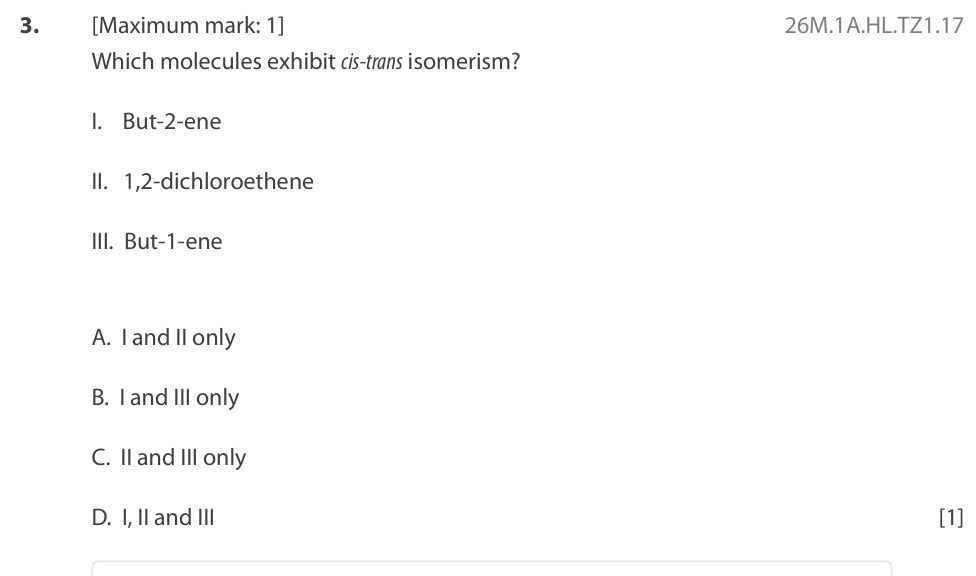 3. [Maximum mark: 1] 26M.1A.HL.TZ1.17
Which molecules exhibit cis-trans isomerism?
I. But-2-ene
II. 1,2-dichloroethene
III. But-1-ene
A. I and II only
B. I and III only
C. II and III only
D. I, II and III [1]